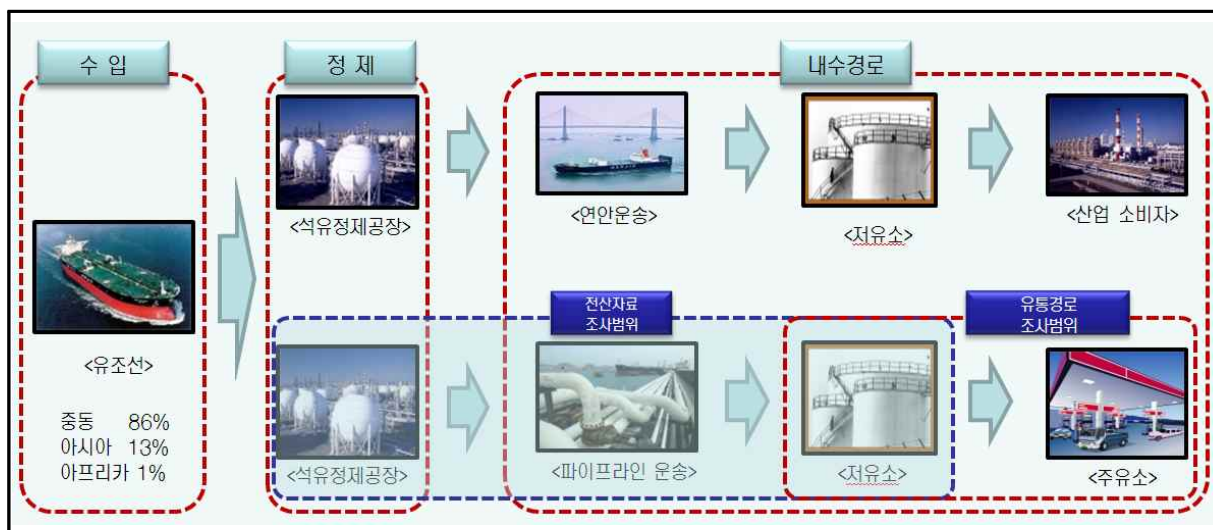 수 입
정 제
내수경로
<석유정제공장>
<연안운송>
<저유소>
<산업 소비자>
<유조선>
중동 86%
아시아 13%
아프리카 1%
전산자료
조사범위
유통경로
조사범위
<석유정제공장>
<파이프라인 운송>
<저유소>
<주유소>